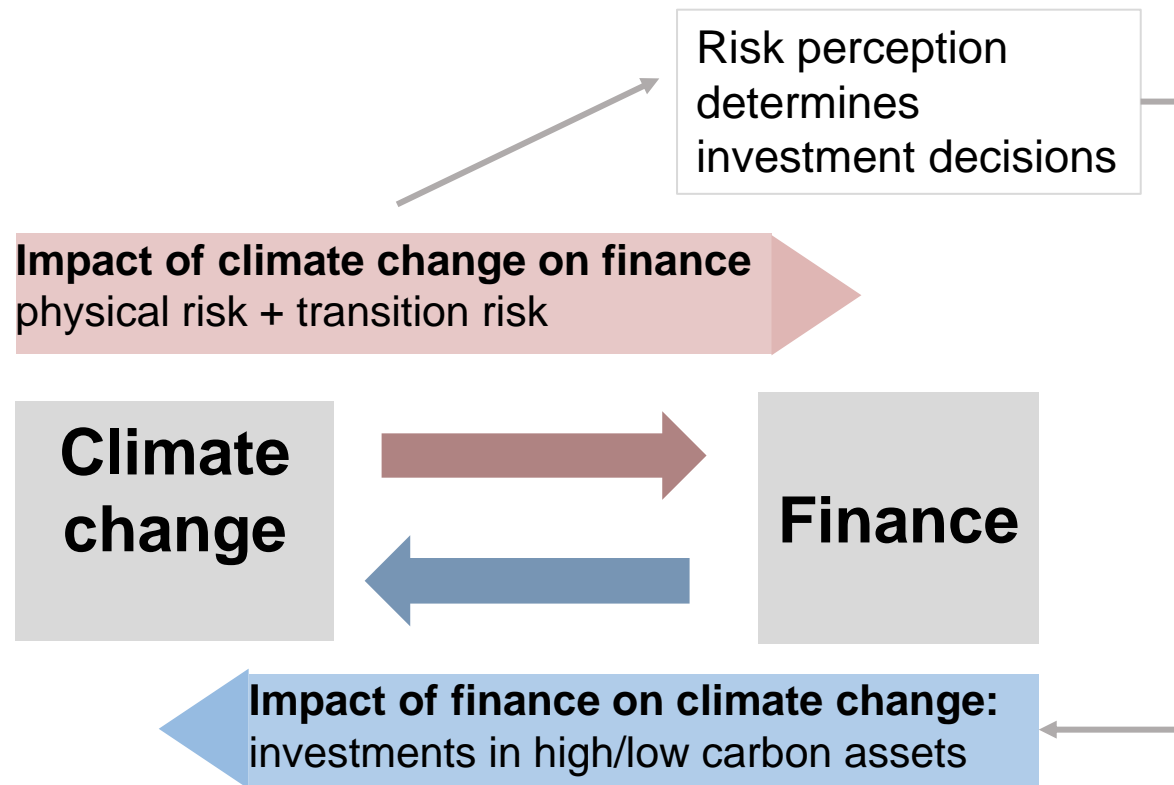 Risk perception
determines
investment decisions
Impact of climate change on finance
physical risk + transition risk
Climate
change
Finance
Impact of finance on climate change:
investments in high/low carbon assets